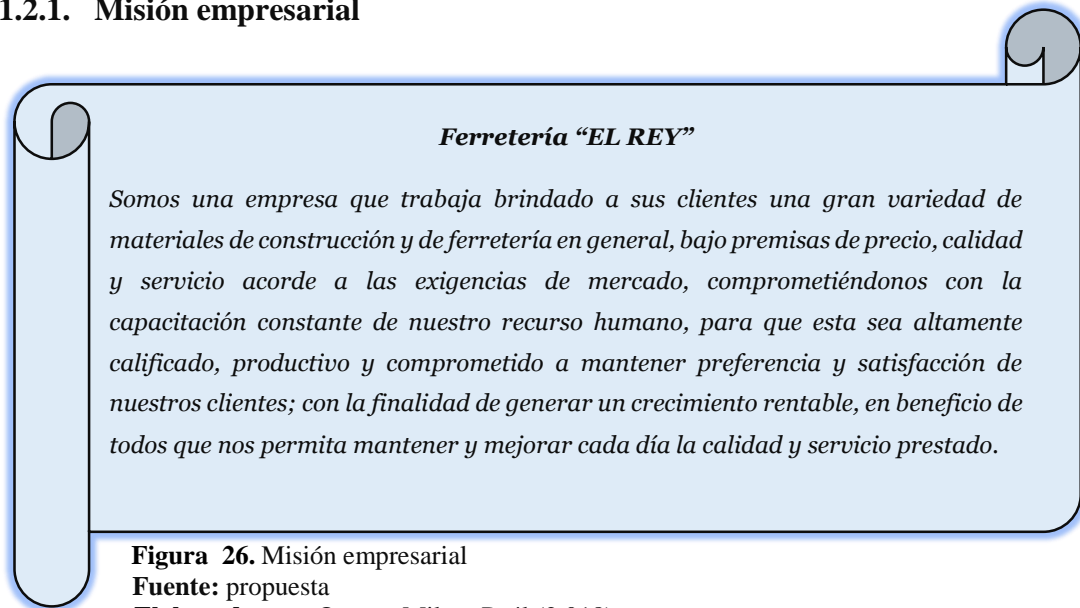 1.2.1. Misión empresarial
Ferretería “EL REY”
Somos una empresa que trabaja brindado a sus clientes una gran variedad de
materiales de construcción y de ferretería en general, bajo premisas de precio, calidad
y servicio acorde a las exigencias de mercado, comprometiéndonos con la
capacitación constante de nuestro recurso humano, para que esta sea altamente
calificado, productivo y comprometido a mantener preferencia y satisfacción de
nuestros clientes; con la finalidad de generar un crecimiento rentable, en beneficio de
todos que nos permita mantener y mejorar cada día la calidad y servicio prestado.
Figura 26. Misión empresarial
Fuente: propuesta